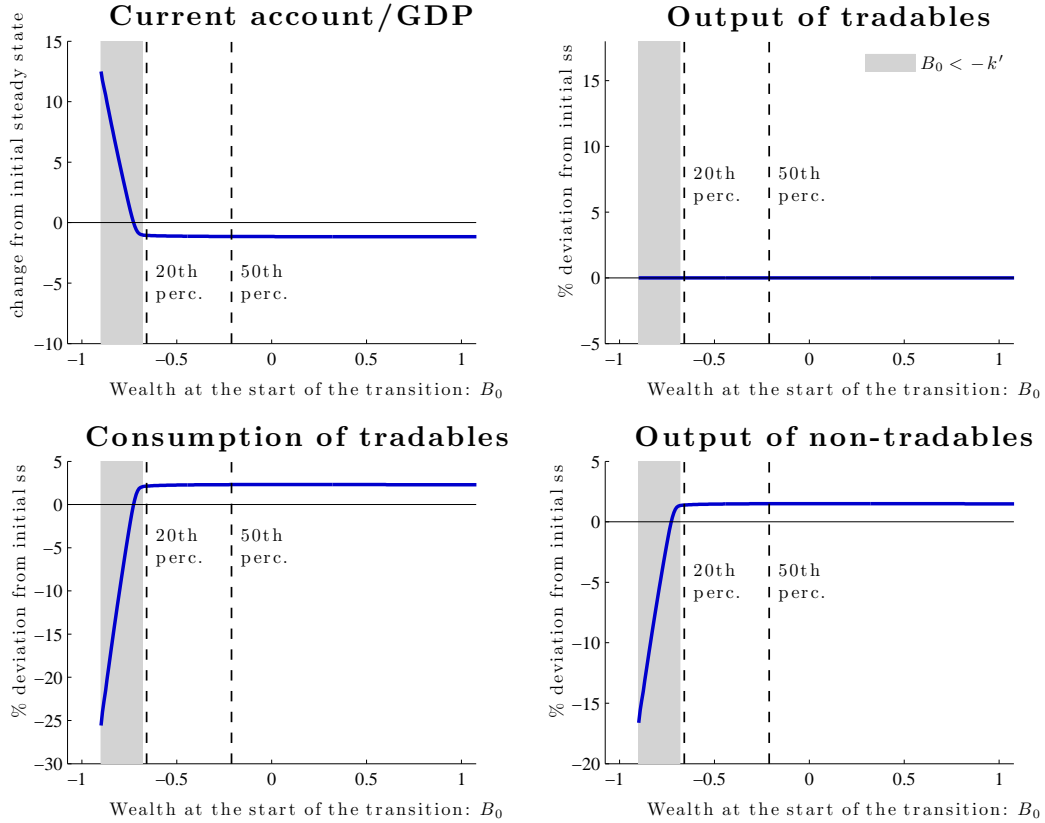 Current account/GDP
change from initial steady state
15
10
5
0
−5
−10
20th
perc.
50th
perc.
−1
−0.5
0
0.5
1
Wealth at the start of the transition: B₀
Output of tradables
% deviation from initial ss
15
10
5
0
−5
B₀ < −k′
20th
perc.
50th
perc.
−1
−0.5
0
0.5
1
Wealth at the start of the transition: B₀
Consumption of tradables
% deviation from initial ss
5
0
−5
−10
−15
−20
−25
−30
20th
perc.
50th
perc.
−1
−0.5
0
0.5
1
Wealth at the start of the transition: B₀
Output of non-tradables
% deviation from initial ss
5
0
−5
−10
−15
−20
20th
perc.
50th
perc.
−1
−0.5
0
0.5
1
Wealth at the start of the transition: B₀